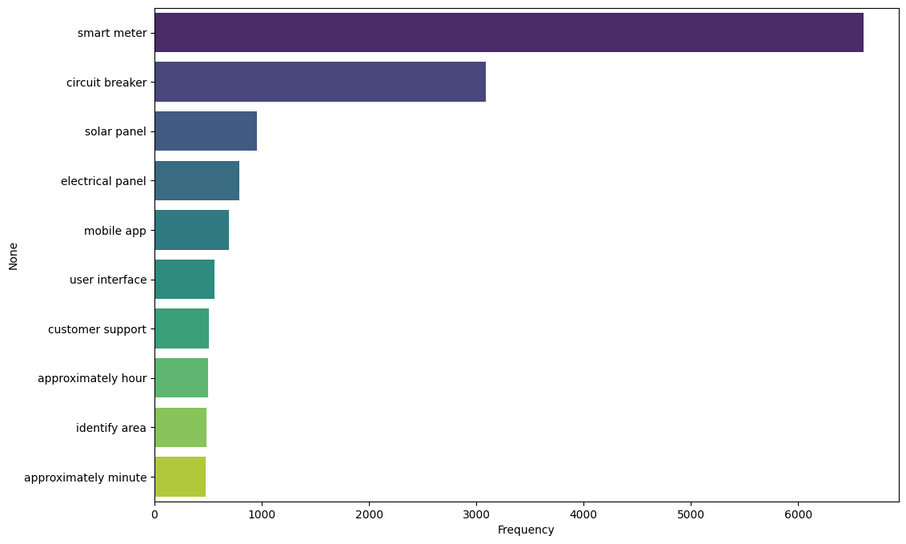 smart meter
circuit breaker
solar panel
electrical panel
mobile app
user interface
customer support
approximately hour
identify area
approximately minute
None
0 1000 2000 3000 4000 5000 6000
Frequency